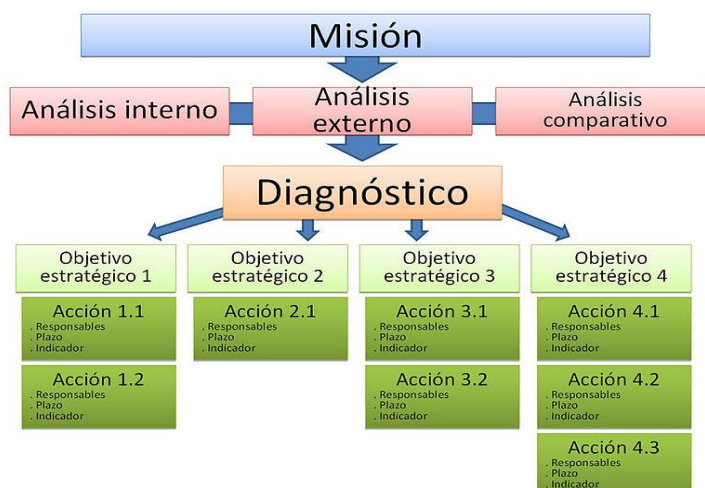 Misión
Análisis interno
Análisis
externo
Análisis
comparativo
Diagnóstico
Objetivo
estratégico 1
Acción 1.1
. Responsables
. Plazo
. Indicador
Acción 1.2
. Responsables
. Plazo
. Indicador
Objetivo
estratégico 2
Acción 2.1
. Responsables
. Plazo
. Indicador
Objetivo
estratégico 3
Acción 3.1
. Responsables
. Plazo
. Indicador
Acción 3.2
. Responsables
. Plazo
. Indicador
Objetivo
estratégico 4
Acción 4.1
. Responsables
. Plazo
. Indicador
Acción 4.2
. Responsables
. Plazo
. Indicador
Acción 4.3
. Responsables
. Plazo
. Indicador